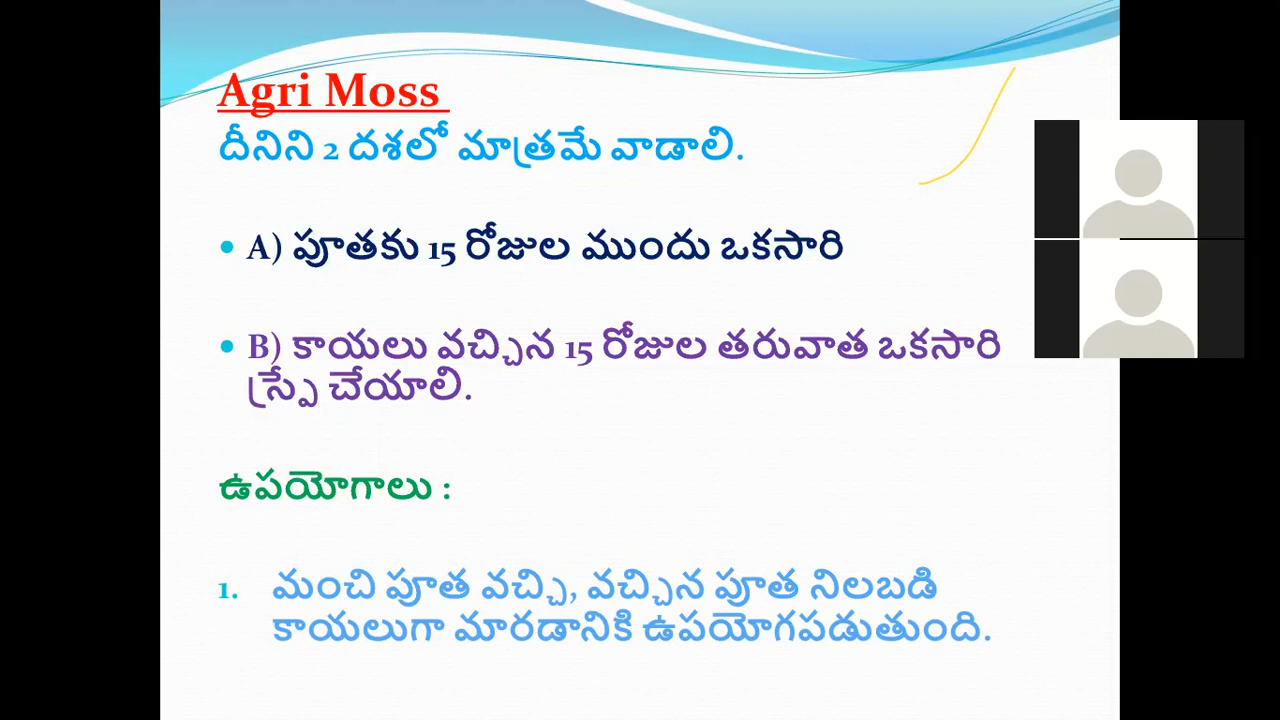 Agri Moss
దీనిని 2 దశలో మాత్రమే వాడాలి.
• A) పూతకు 15 రోజుల ముందు ఒకసారి
• B) కాయలు వచ్చిన 15 రోజుల తరువాత ఒకసారి
స్ప్రే చేయాలి.
ఉపయోగాలు :
1. మంచి పూత వచ్చి, వచ్చిన పూత నిలబడి
కాయలుగా మారడానికి ఉపయోగపడుతుంది.